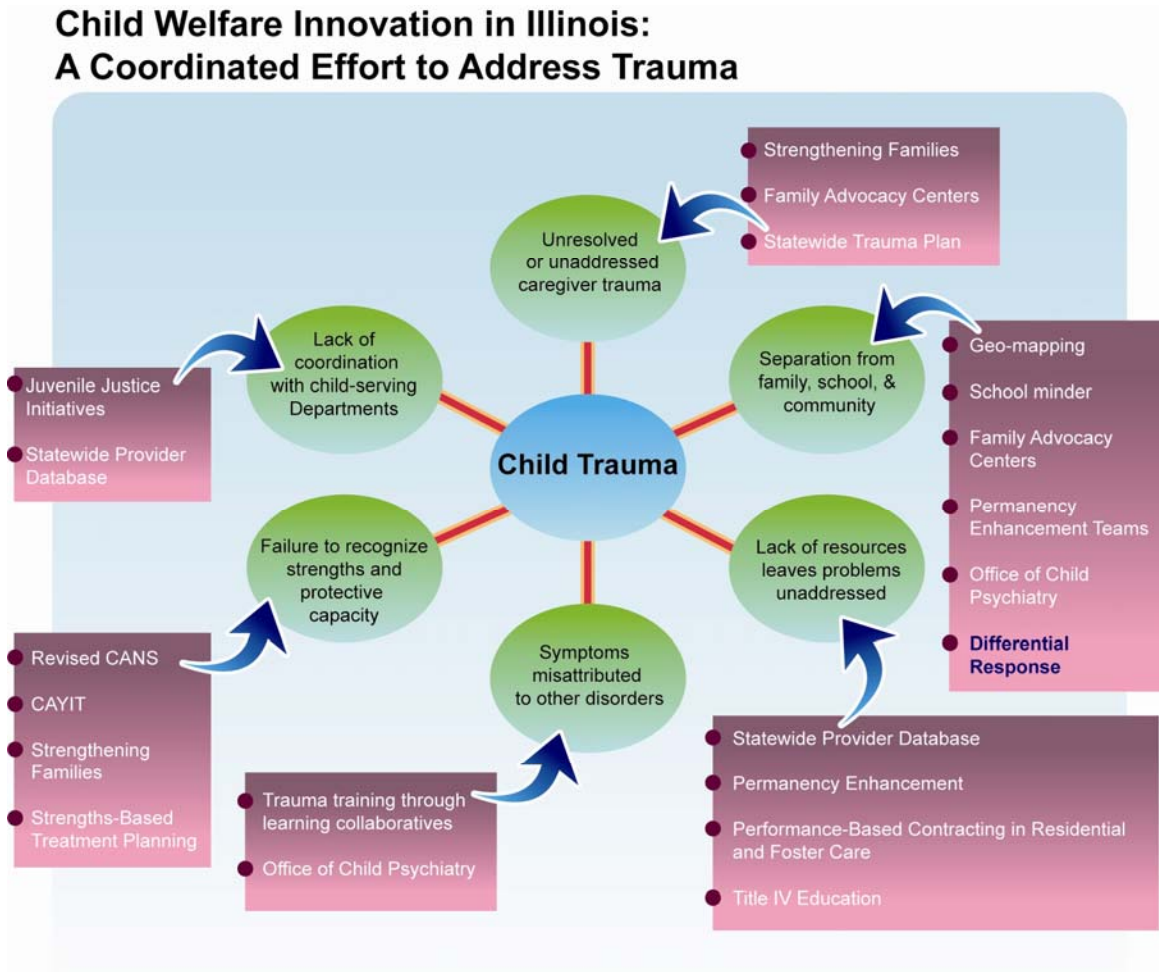 Child Welfare Innovation in Illinois:
A Coordinated Effort to Address Trauma
Strengthening Families
Family Advocacy Centers
Statewide Trauma Plan
Unresolved
or unaddressed
caregiver trauma
Lack of
coordination
with child-serving
Departments
Separation from
family, school, &
community
Geo-mapping
School minder
Family Advocacy
Centers
Permanency
Enhancement Teams
Office of Child
Psychiatry
Differential
Response
Juvenile Justice
Initiatives
Statewide Provider
Database
Child Trauma
Failure to recognize
strengths and
protective
capacity
Lack of resources
leaves problems
unaddressed
Symptoms
misattributed
to other disorders
Revised CANS
CAYIT
Strengthening
Families
Strengths-Based
Treatment Planning
Trauma training through
learning collaboratives
Office of Child Psychiatry
Statewide Provider Database
Permanency Enhancement
Performance-Based Contracting in Residential
and Foster Care
Title IV Education